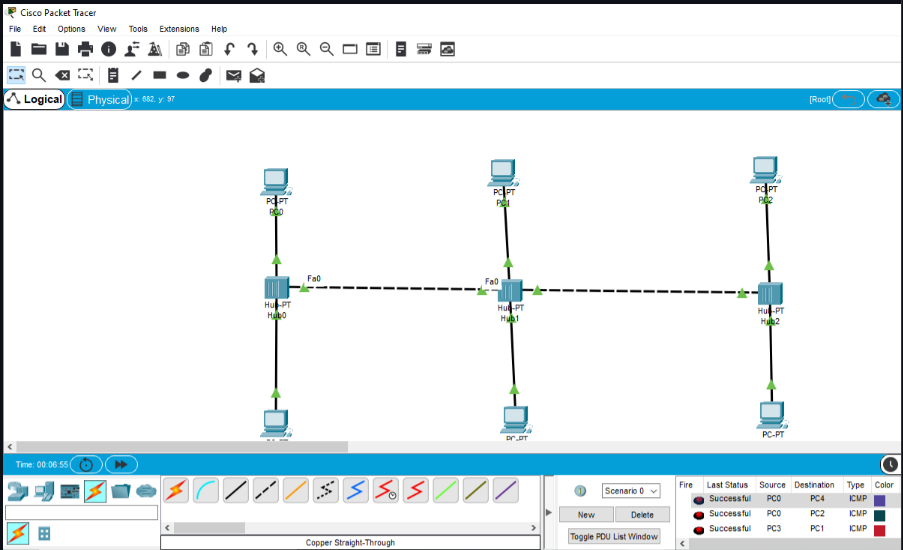 Cisco Packet Tracer
File Edit Options View Tools Extensions Help
Logical Physical x: 682, y: 97 [Root]
PC-PT
PC0
PC-PT
PC1
PC-PT
PC2
Fa0 Fa0
Hub-PT
Hub0
Hub-PT
Hub1
Hub-PT
Hub2
PC-PT
PC-PT
Time: 00:06:55
Scenario 0
New Delete
Toggle PDU List Window
Fire Last Status Source Destination Type Color
Successful PC0 PC4 ICMP
Successful PC0 PC2 ICMP
Successful PC3 PC1 ICMP
Copper Straight-Through